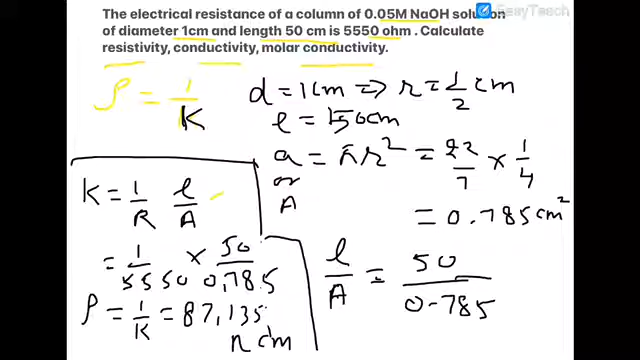 The electrical resistance of a column of 0.05M NaOH solution
of diameter 1cm and length 50 cm is 5550 ohm . Calculate
resistivity, conductivity, molar conductivity.
EasyTeach
ρ = 1/K
d = 1cm ⇒ r = 1/2 cm
l = 50cm
a = πr² = 22/7 × 1/4
or
A
= 0.785cm²
K = 1/R l/A
= 1/5550 × 50/0.785
ρ = 1/K = 87,135
Ω cm
l/A = 50/0.785